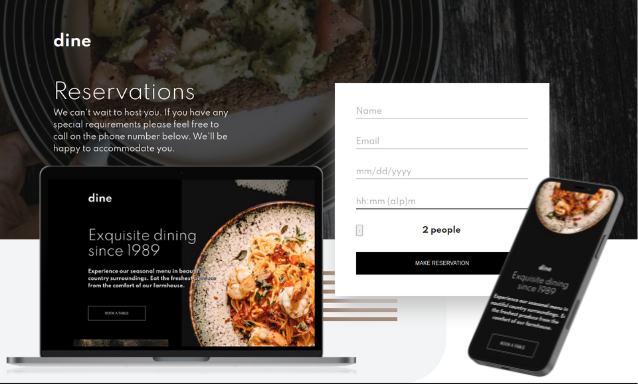 dine
Reservations
We can't wait to host you. If you have any
special requirements please feel free to
call on the phone number below. We'll be
happy to accommodate you.
Name
Email
mm/dd/yyyy
hh:mm (a|p)m
2 people
MAKE RESERVATION
dine
Exquisite dining
since 1989
Experience our seasonal menu in beautiful
country surroundings. Eat the freshest produce
from the comfort of our farmhouse.
BOOK A TABLE
dine
Exquisite dining
since 1989
Experience our seasonal menu in
country surroundings. Eat
the freshest produce from the
comfort of our farmhouse.
BOOK A TABLE